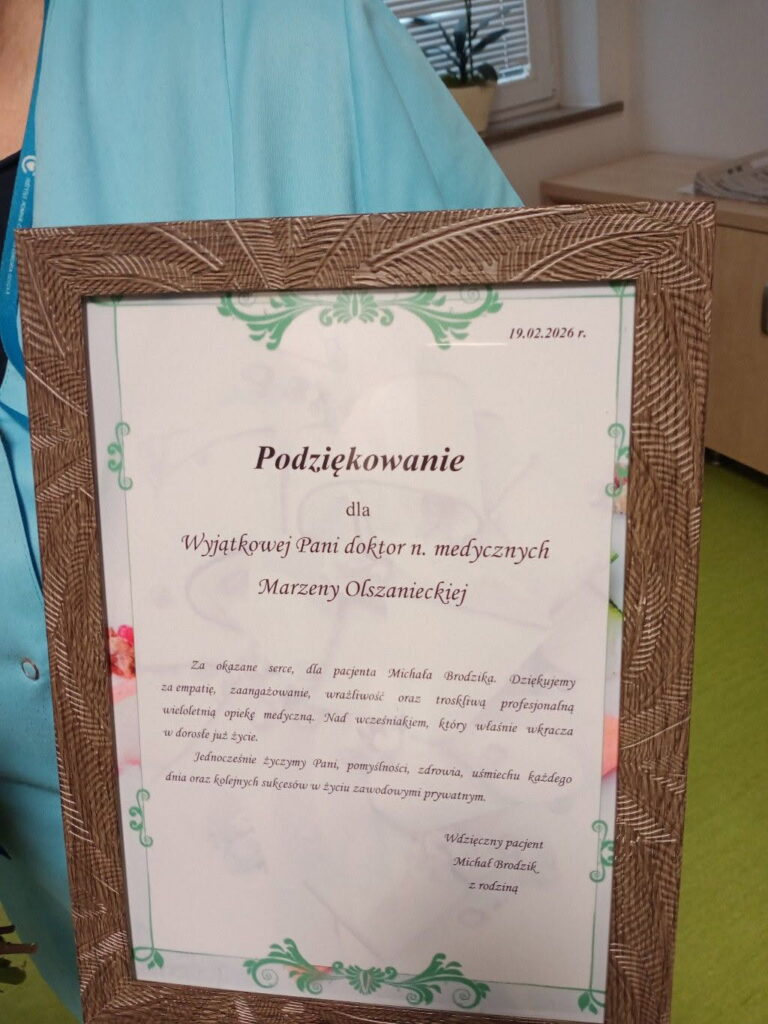 19.02.2026 r.
Podziękowanie
dla
Wyjątkowej Pani doktor n. medycznych
Marzeny Olszanieckiej
Za okazane serce, dla pacjenta Michała Brodzika. Dziękujemy
za empatię, zaangażowanie, wrażliwość oraz troskliwą profesjonalną
wieloletnią opiekę medyczną. Nad wcześniakiem, który właśnie wkracza
w dorosłe już życie.
Jednocześnie życzymy Pani, pomyślności, zdrowia, uśmiechu każdego
dnia oraz kolejnych sukcesów w życiu zawodowymi prywatnym.
Wdzięczny pacjent
Michał Brodzik
z rodziną